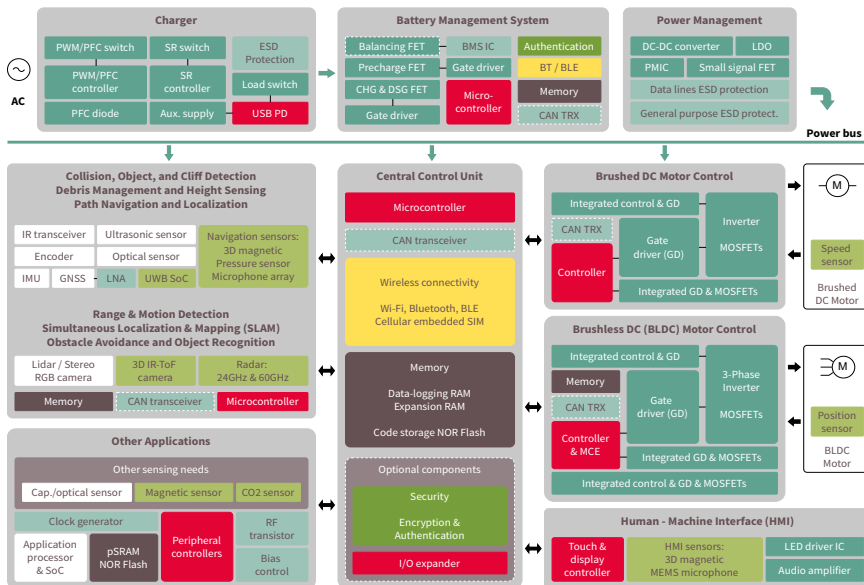 Charger
PWM/PFC switch
SR switch
ESD
Protection
PWM/PFC
controller
SR
controller
Load switch
PFC diode
Aux. supply
USB PD
AC
Battery Management System
Balancing FET
BMS IC
Authentication
Precharge FET
Gate driver
BT / BLE
CHG & DSG FET
Micro-
controller
Memory
Gate driver
CAN TRX
Power Management
DC-DC converter
LDO
PMIC
Small signal FET
Data lines ESD protection
General purpose ESD protect.
Power bus
Collision, Object, and Cliff Detection
Debris Management and Height Sensing
Path Navigation and Localization
IR transceiver
Ultrasonic sensor
Encoder
Optical sensor
IMU
GNSS
LNA
UWB SoC
Navigation sensors:
3D magnetic
Pressure sensor
Microphone array
Range & Motion Detection
Simultaneous Localization & Mapping (SLAM)
Obstacle Avoidance and Object Recognition
Lidar / Stereo
RGB camera
3D IR-ToF
camera
Radar:
24GHz & 60GHz
Memory
CAN transceiver
Microcontroller
Other Applications
Other sensing needs
Cap./optical sensor
Magnetic sensor
CO2 sensor
Clock generator
Application
processor
& SoC
pSRAM
NOR Flash
Peripheral
controllers
RF
transistor
Bias
control
Central Control Unit
Microcontroller
CAN transceiver
Wireless connectivity
Wi-Fi, Bluetooth, BLE
Cellular embedded SIM
Memory
Data-logging RAM
Expansion RAM
Code storage NOR Flash
Optional components
Security
Encryption &
Authentication
I/O expander
Brushed DC Motor Control
Integrated control & GD
CAN TRX
Controller
Gate
driver (GD)
Inverter
MOSFETs
Integrated GD & MOSFETs
M
Speed
sensor
Brushed
DC Motor
Brushless DC (BLDC) Motor Control
Integrated control & GD
Memory
CAN TRX
Controller
& MCE
Gate
driver (GD)
3-Phase
Inverter
MOSFETs
Integrated GD & MOSFETs
Integrated control & GD & MOSFETs
M
Position
sensor
BLDC
Motor
Human - Machine Interface (HMI)
Touch &
display
controller
HMI sensors:
3D magnetic
MEMS microphone
LED driver IC
Audio amplifier